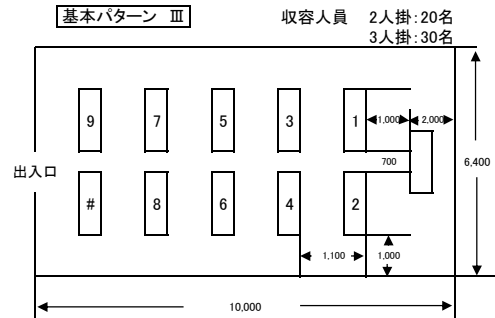 基本パターン Ⅲ
収容人員 2人掛:20名
3人掛:30名
9 7 5 3 1
1,000 2,000
出入口
700
6,400
# 8 6 4 2
1,100 1,000
10,000